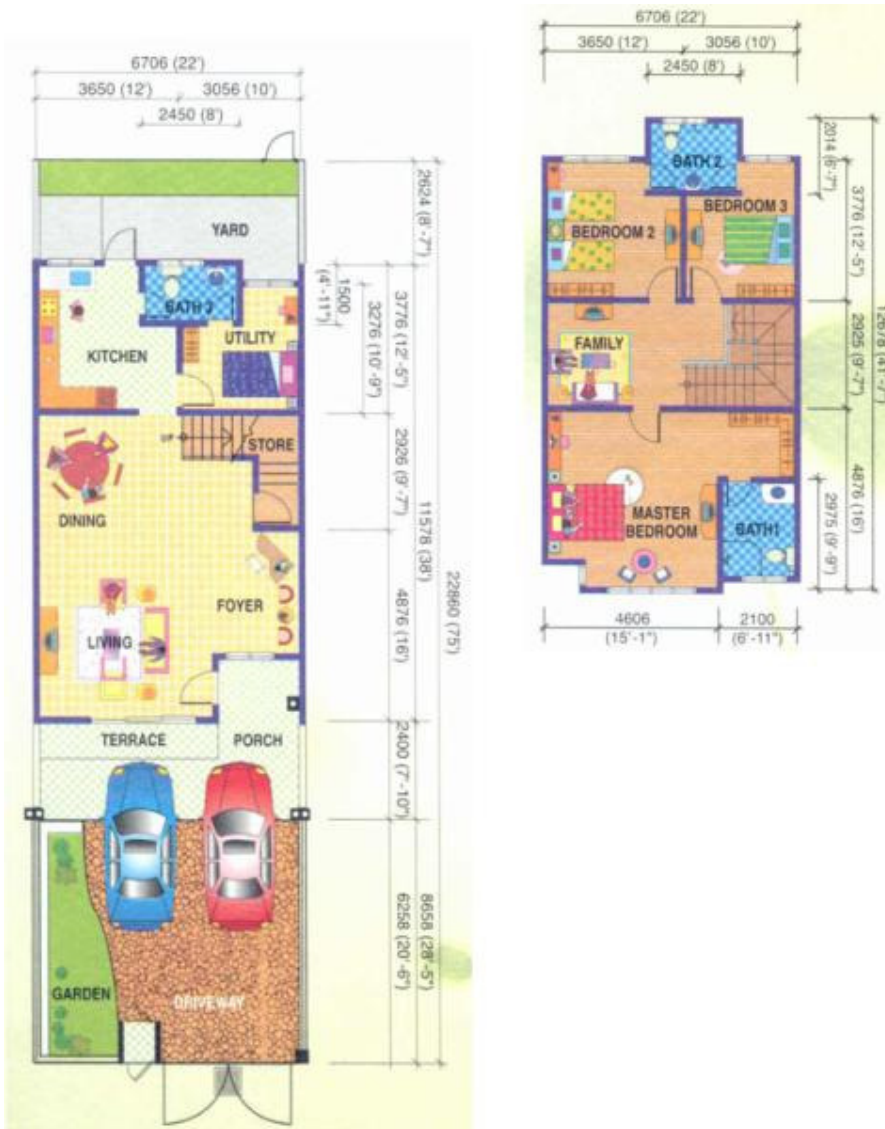 6706 (22')
3650 (12')
3056 (10')
2450 (8')
YARD
2624 (8'-7")
1500
(4'-11")
3276 (10'-9")
3776 (12'-5")
BATH 3
UTILITY
KITCHEN
UP
STORE
2926 (9'-7")
DINING
11578 (38')
22860 (75')
FOYER
4876 (16')
LIVING
TERRACE
PORCH
2400 (7'-10")
GARDEN
DRIVEWAY
6258 (20'-6")
8658 (28'-5")
6706 (22')
3650 (12')
3056 (10')
2450 (8')
2014 (6'-7")
BATH 2
BEDROOM 3
BEDROOM 2
3776 (12'-5")
12678 (41'-7")
FAMILY
2925 (9'-7")
MASTER
BEDROOM
BATH1
4876 (16')
2975 (9'-9")
4606
(15'-1")
2100
(6'-11")